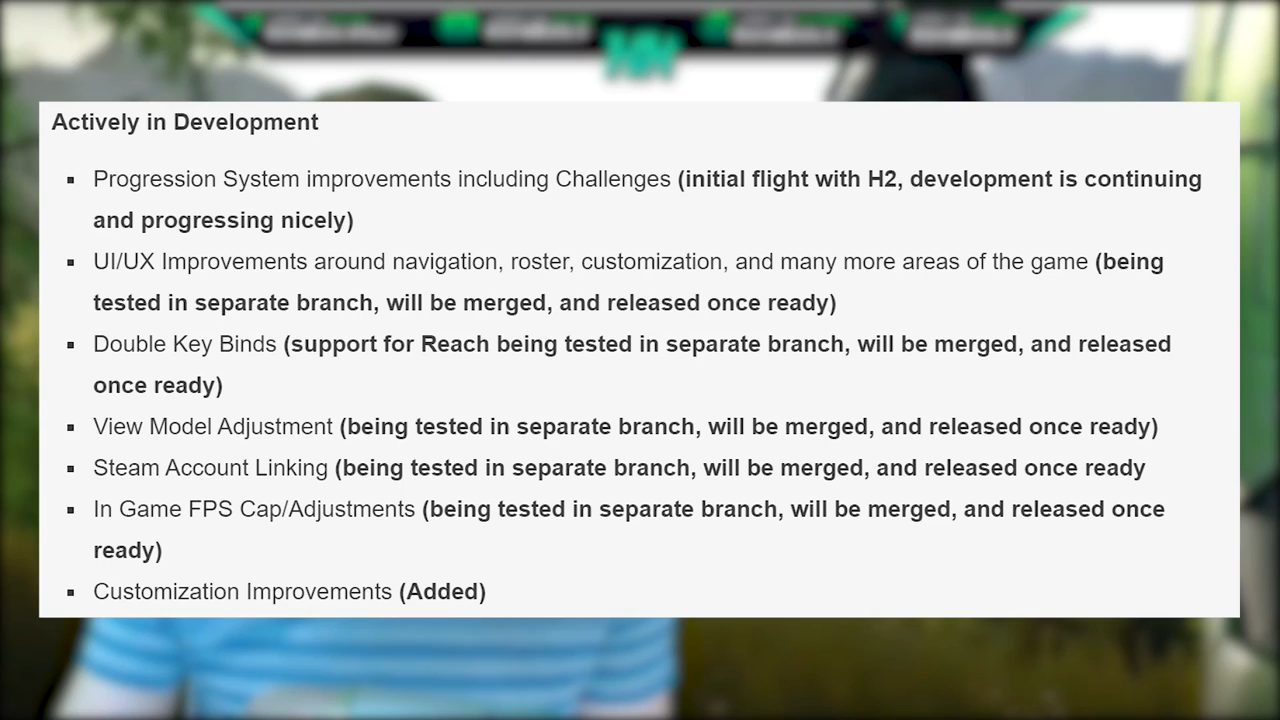 Actively in Development
▪ Progression System improvements including Challenges (initial flight with H2, development is continuing
and progressing nicely)
▪ UI/UX Improvements around navigation, roster, customization, and many more areas of the game (being
tested in separate branch, will be merged, and released once ready)
▪ Double Key Binds (support for Reach being tested in separate branch, will be merged, and released
once ready)
▪ View Model Adjustment (being tested in separate branch, will be merged, and released once ready)
▪ Steam Account Linking (being tested in separate branch, will be merged, and released once ready
▪ In Game FPS Cap/Adjustments (being tested in separate branch, will be merged, and released once
ready)
▪ Customization Improvements (Added)